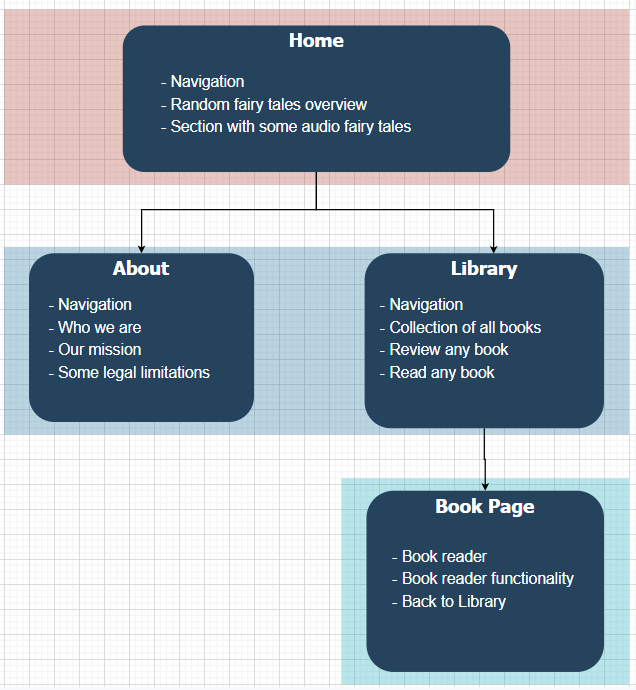 Home
- Navigation
- Random fairy tales overview
- Section with some audio fairy tales
About
- Navigation
- Who we are
- Our mission
- Some legal limitations
Library
- Navigation
- Collection of all books
- Review any book
- Read any book
Book Page
- Book reader
- Book reader functionality
- Back to Library